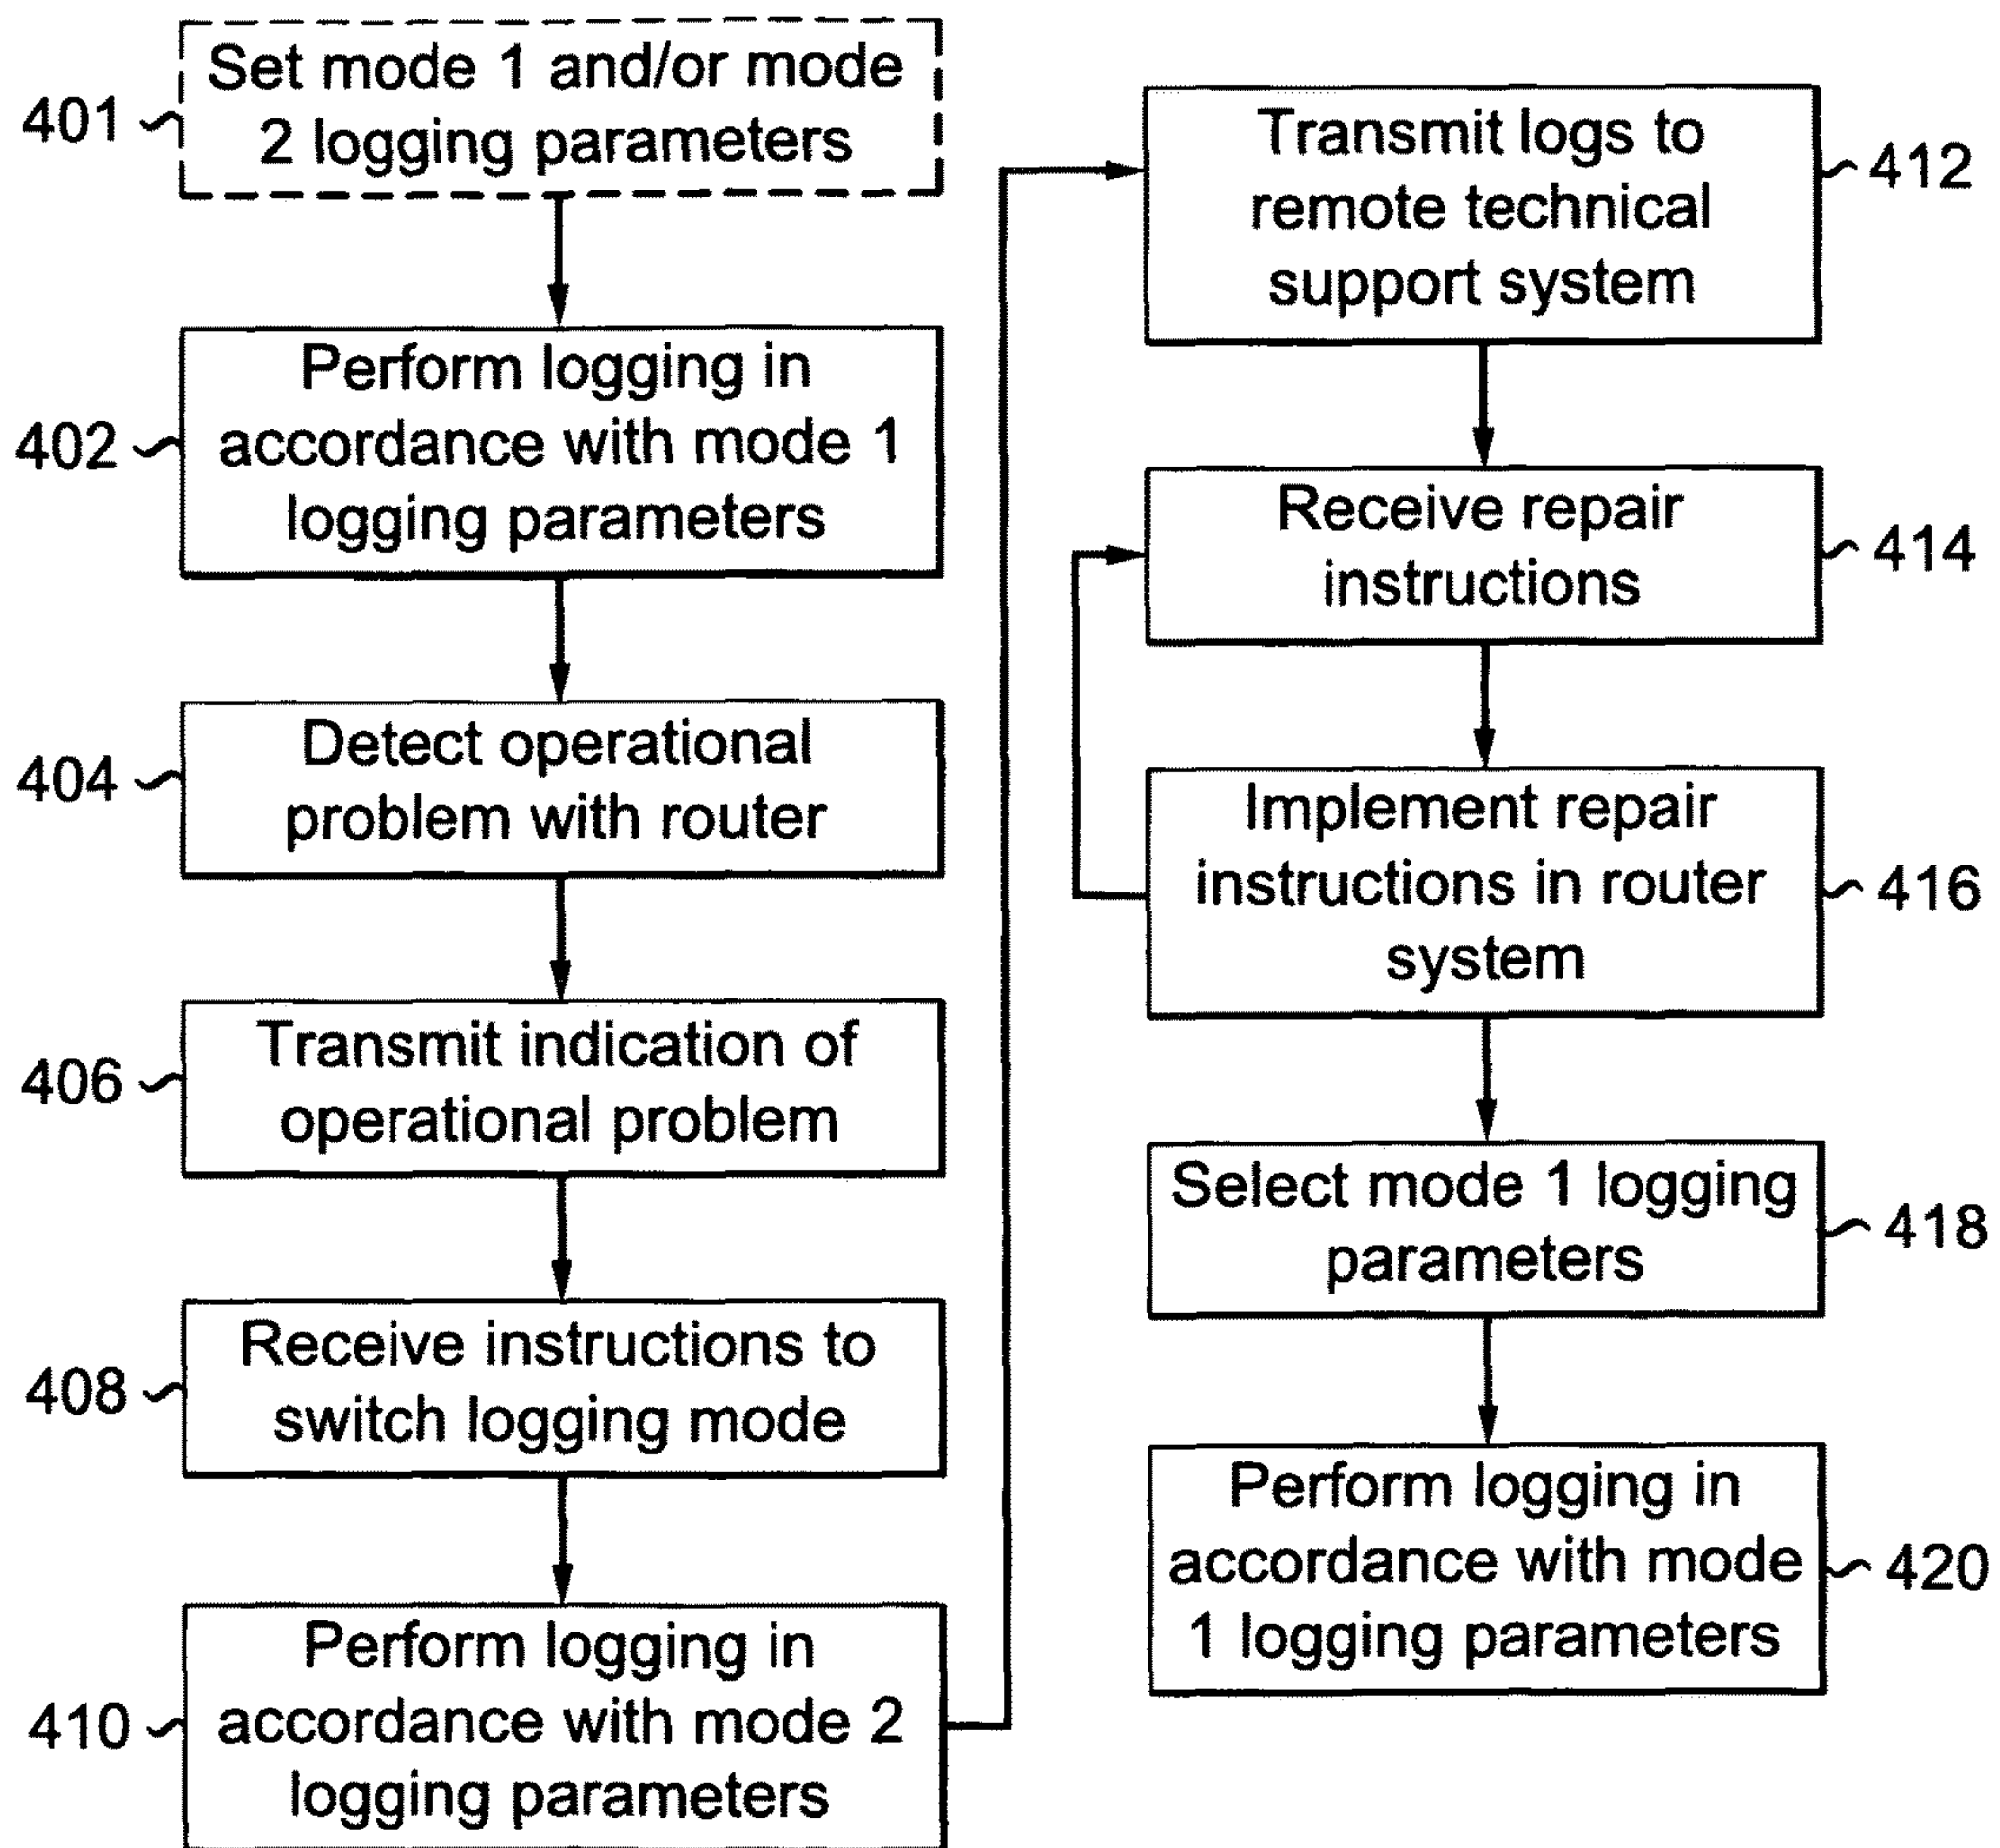 Set mode 1 and/or mode
2 logging parameters
401
Perform logging in
accordance with mode 1
logging parameters
402
Detect operational
problem with router
404
Transmit indication of
operational problem
406
Receive instructions to
switch logging mode
408
Perform logging in
accordance with mode 2
logging parameters
410
Transmit logs to
remote technical
support system
412
Receive repair
instructions
414
Implement repair
instructions in router
system
416
Select mode 1 logging
parameters
418
Perform logging in
accordance with mode
1 logging parameters
420